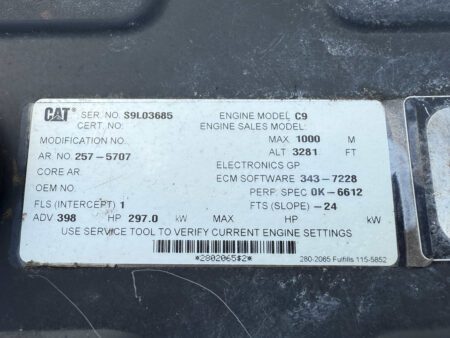 CAT® SER. NO. S9L03685 ENGINE MODEL C9
CERT. NO: ENGINE SALES MODEL:
MODIFICATION NO. MAX 1000 M
AR. NO. 257-5707 ALT 3281 FT
CORE AR. ELECTRONICS GP
OEM NO. ECM SOFTWARE 343-7228
PERF. SPEC 0K-6612
FLS (INTERCEPT) 1 FTS (SLOPE) -24
ADV 398 HP 297.0 kW MAX HP kW
USE SERVICE TOOL TO VERIFY CURRENT ENGINE SETTINGS
*2802065$2*
280-2065 Fulfills 115-5852